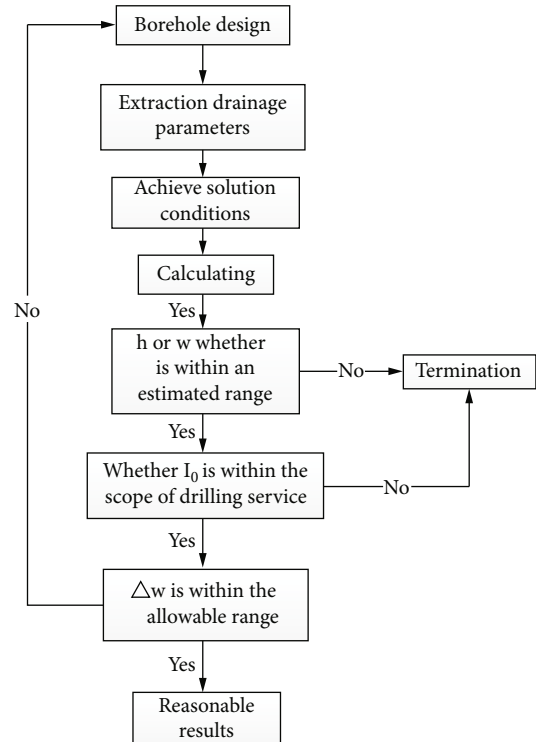 Borehole design
Extraction drainage
parameters
Achieve solution
conditions
Calculating
No
Yes
h or w whether
is within an
estimated range
No
Termination
Yes
Whether I₀ is within the
scope of drilling service
No
Yes
△w is within the
allowable range
Yes
Reasonable
results